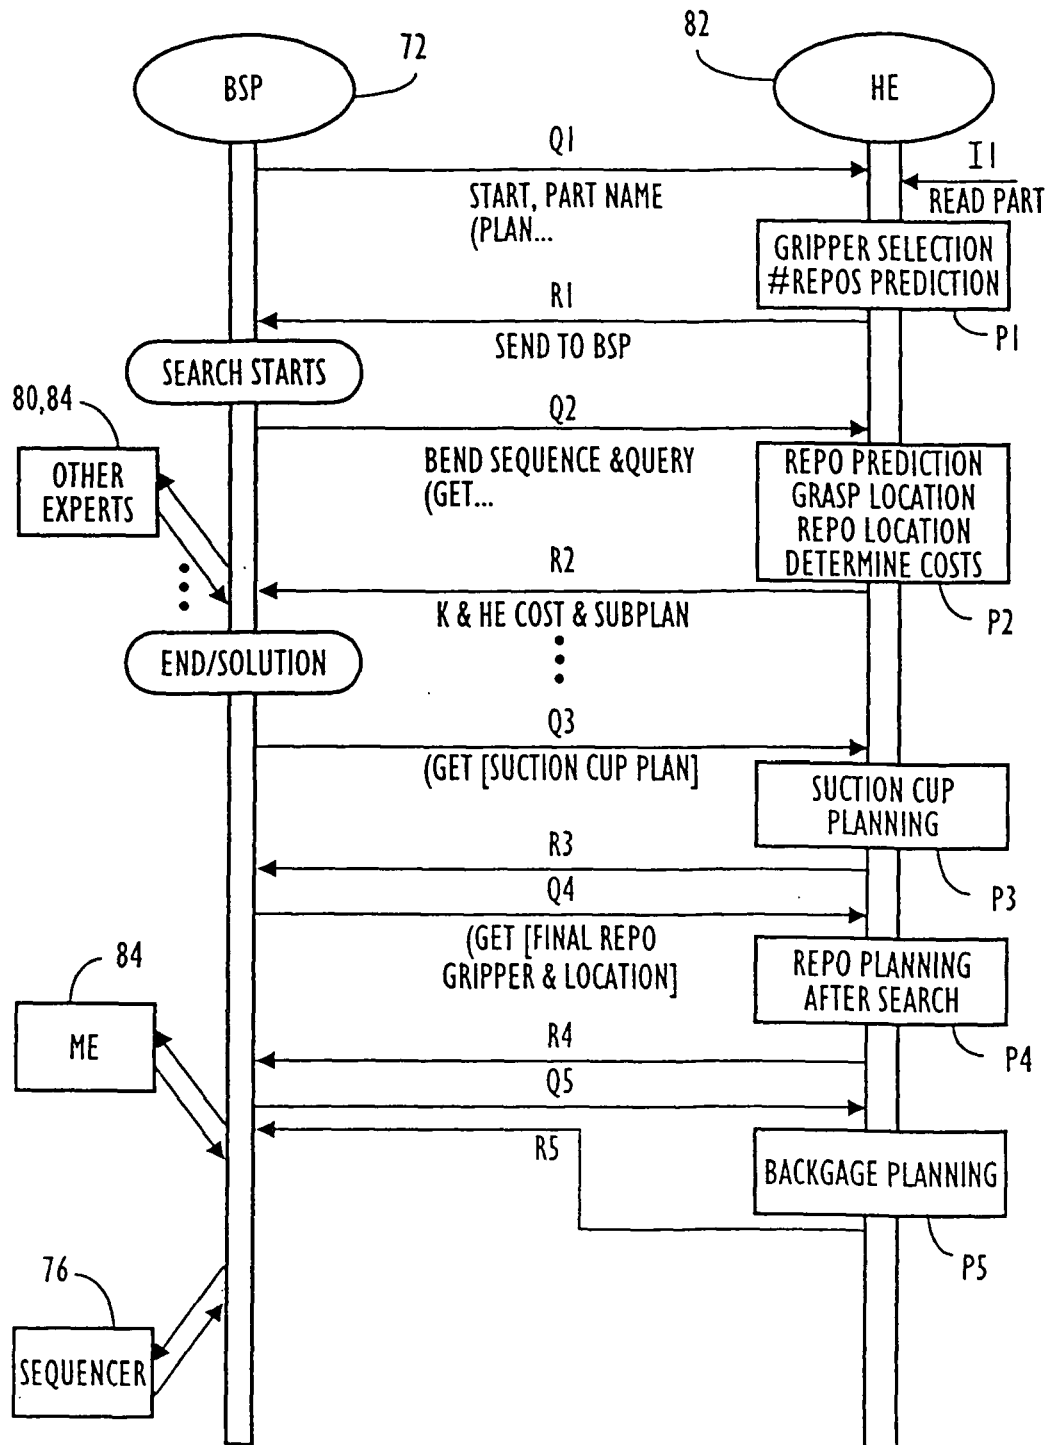 82
72
BSP
HE
Q1
I1
START, PART NAME
(PLAN...
READ PART
GRIPPER SELECTION
#REPOS PREDICTION
R1
P1
SEND TO BSP
SEARCH STARTS
80,84
Q2
OTHER
EXPERTS
BEND SEQUENCE &QUERY
(GET...
REPO PREDICTION
GRASP LOCATION
REPO LOCATION
DETERMINE COSTS
R2
K & HE COST & SUBPLAN
P2
END/SOLUTION
Q3
(GET [SUCTION CUP PLAN]
SUCTION CUP
PLANNING
R3
P3
Q4
(GET [FINAL REPO
GRIPPER & LOCATION]
REPO PLANNING
AFTER SEARCH
84
ME
R4
P4
Q5
R5
BACKGAGE PLANNING
P5
76
SEQUENCER